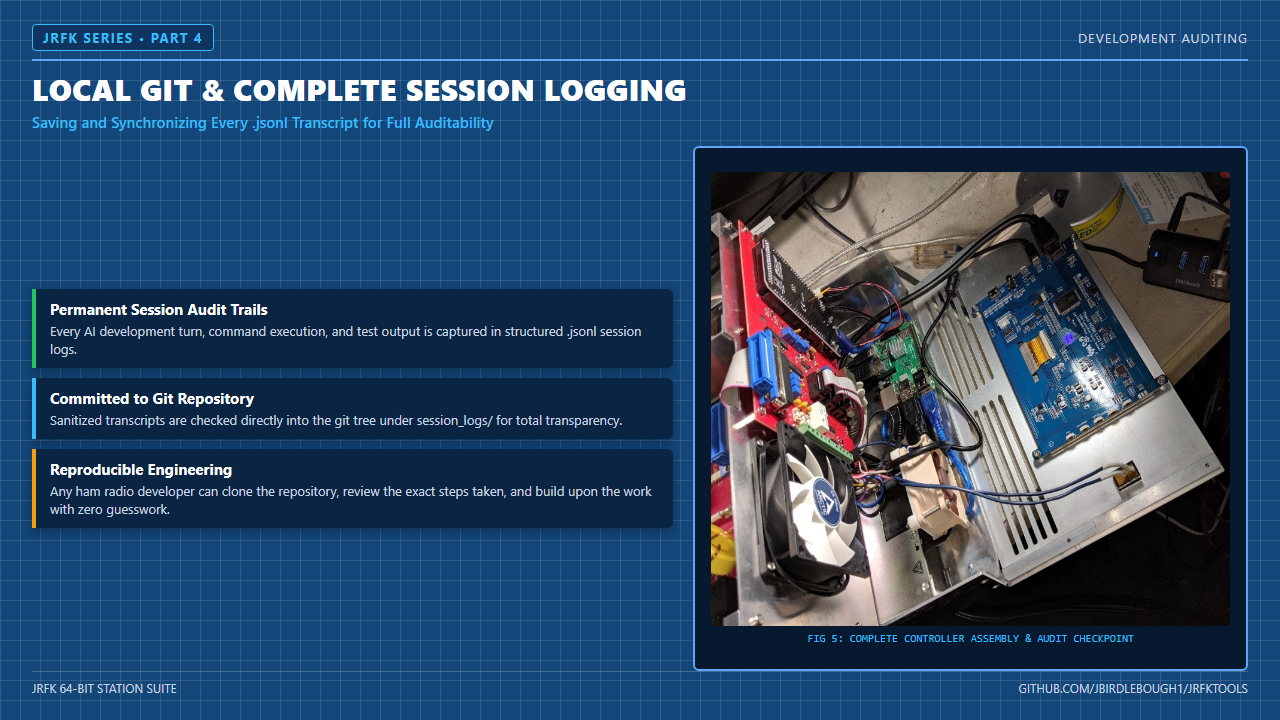 JRFK SERIES • PART 4
DEVELOPMENT AUDITING
LOCAL GIT & COMPLETE SESSION LOGGING
Saving and Synchronizing Every .jsonl Transcript for Full Auditability
Permanent Session Audit Trails
Every AI development turn, command execution, and test output is captured in structured .jsonl session
logs.
Committed to Git Repository
Sanitized transcripts are checked directly into the git tree under session_logs/ for total transparency.
Reproducible Engineering
Any ham radio developer can clone the repository, review the exact steps taken, and build upon the work
with zero guesswork.
ARCTIC
FIG 5: COMPLETE CONTROLLER ASSEMBLY & AUDIT CHECKPOINT
JRFK 64-BIT STATION SUITE
GITHUB.COM/JBIRDLEBOUGH1/JRFKTOOLS